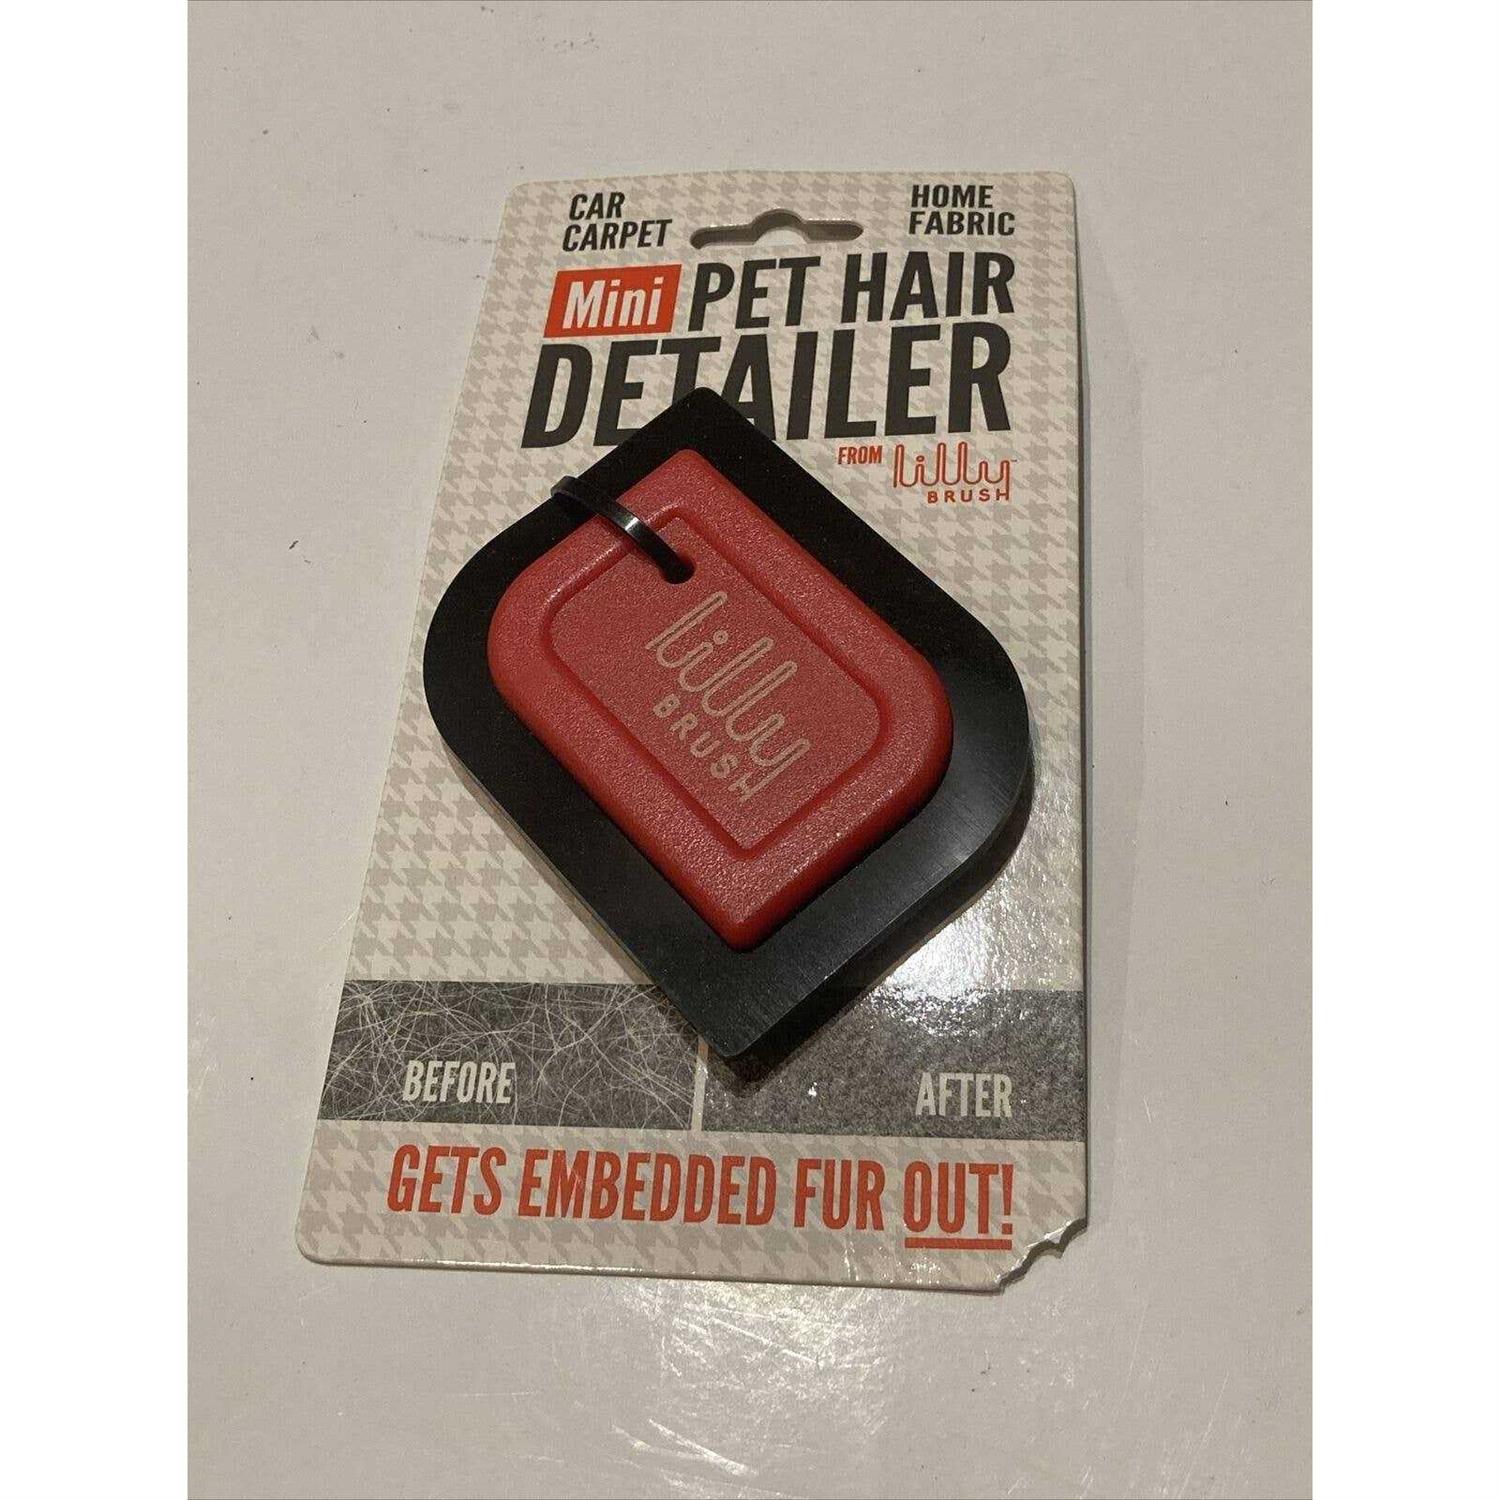 CAR
CARPET
HOME
FABRIC
Mini PET HAIR
DETAILER
FROM lilly
BRUSH
lilly
BRUSH
BEFORE
AFTER
GETS EMBEDDED FUR OUT!